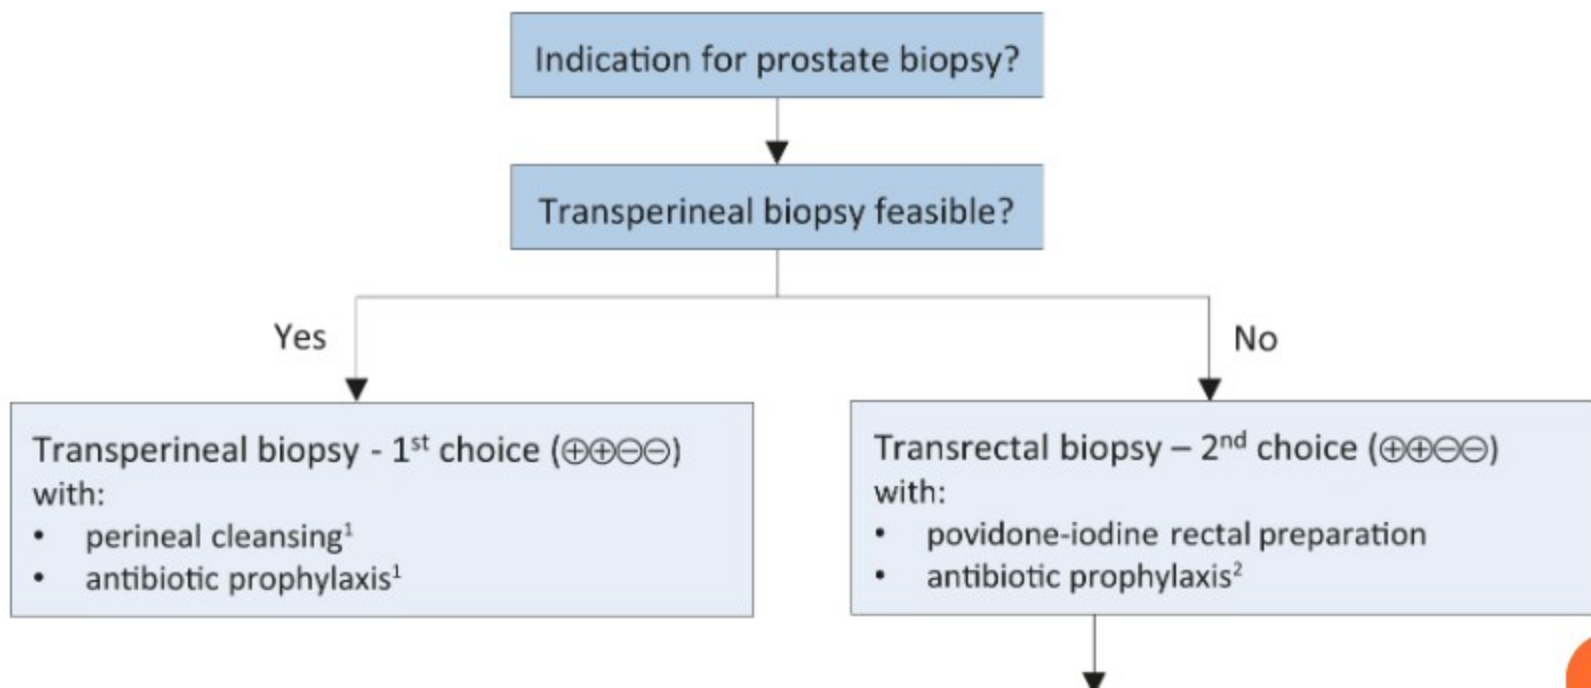 Indication for prostate biopsy?
Transperineal biopsy feasible?
Yes
No
Transperineal biopsy - 1st choice (⊕⊕⊖⊖)
with:
• perineal cleansing¹
• antibiotic prophylaxis¹
Transrectal biopsy – 2nd choice (⊕⊕⊖⊖)
with:
• povidone-iodine rectal preparation
• antibiotic prophylaxis²